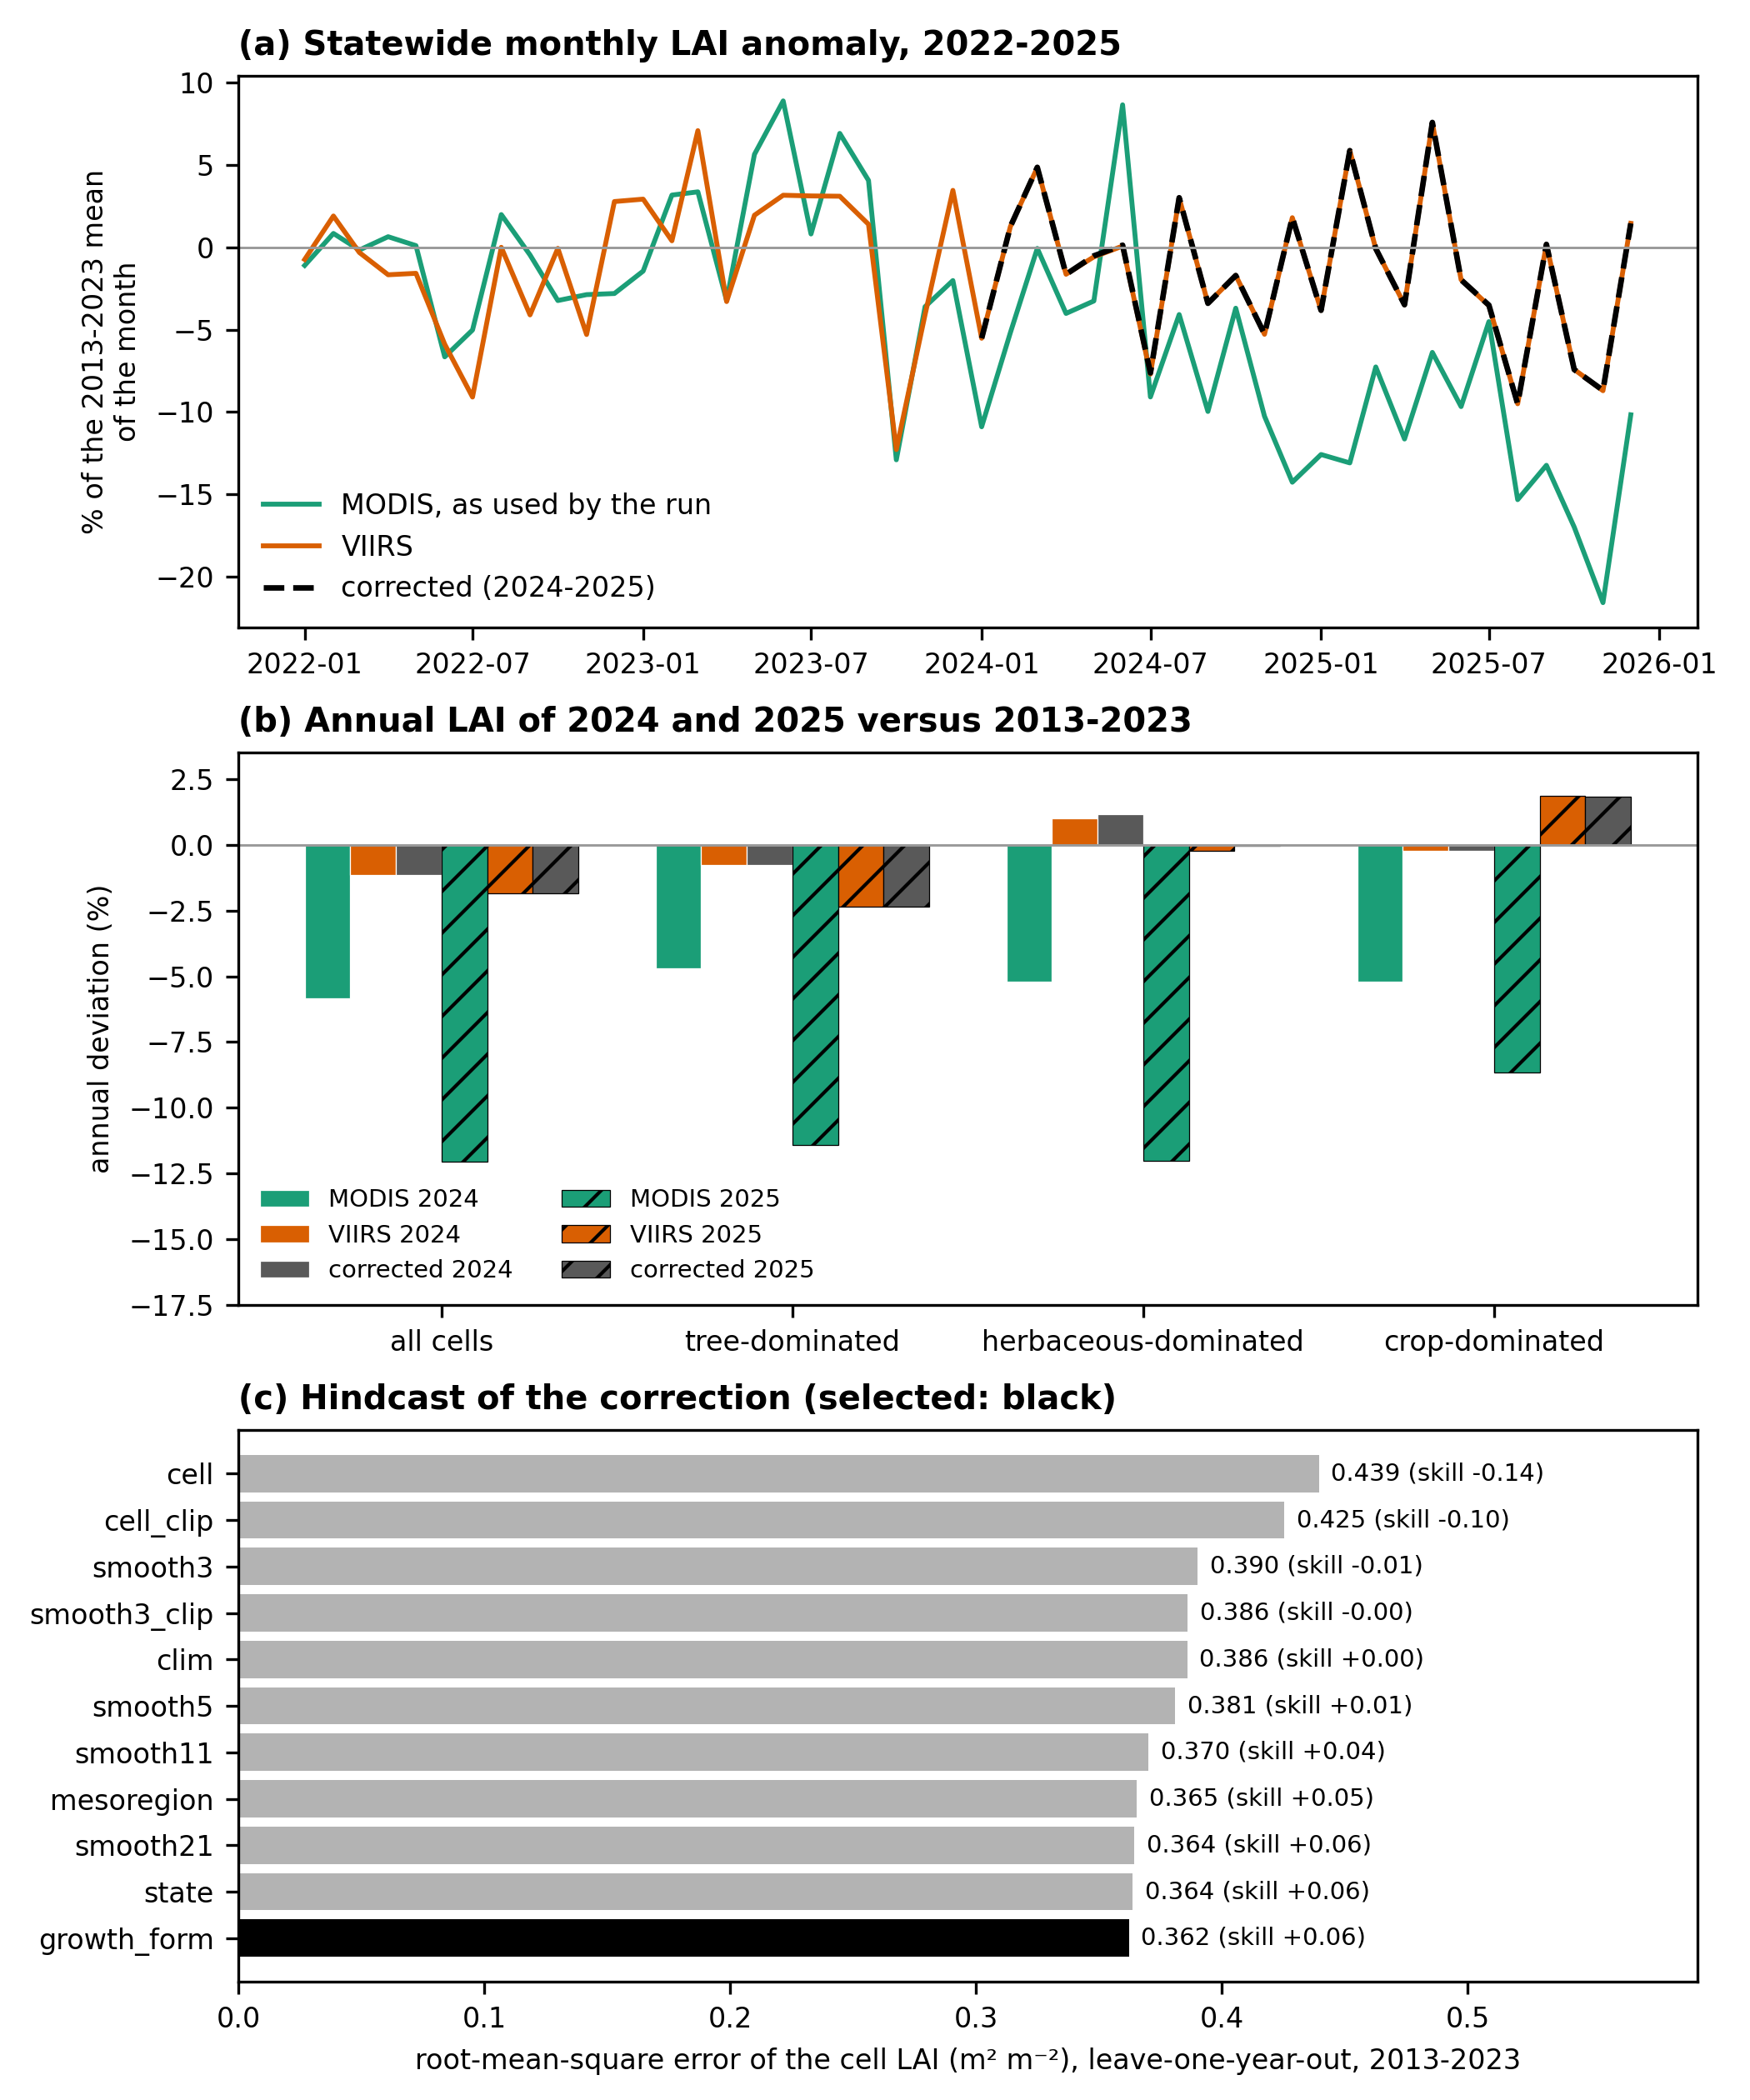 (a) Statewide monthly LAI anomaly, 2022-2025
% of the 2013-2023 mean
of the month
10
5
0
−5
−10
−15
−20
MODIS, as used by the run
VIIRS
corrected (2024-2025)
2022-01
2022-07
2023-01
2023-07
2024-01
2024-07
2025-01
2025-07
2026-01
(b) Annual LAI of 2024 and 2025 versus 2013-2023
annual deviation (%)
2.5
0.0
−2.5
−5.0
−7.5
−10.0
−12.5
−15.0
−17.5
MODIS 2024
VIIRS 2024
corrected 2024
MODIS 2025
VIIRS 2025
corrected 2025
all cells
tree-dominated
herbaceous-dominated
crop-dominated
(c) Hindcast of the correction (selected: black)
cell 0.439 (skill -0.14)
cell_clip 0.425 (skill -0.10)
smooth3 0.390 (skill -0.01)
smooth3_clip 0.386 (skill -0.00)
clim 0.386 (skill +0.00)
smooth5 0.381 (skill +0.01)
smooth11 0.370 (skill +0.04)
mesoregion 0.365 (skill +0.05)
smooth21 0.364 (skill +0.06)
state 0.364 (skill +0.06)
growth_form 0.362 (skill +0.06)
0.0
0.1
0.2
0.3
0.4
0.5
root-mean-square error of the cell LAI (m² m⁻²), leave-one-year-out, 2013-2023